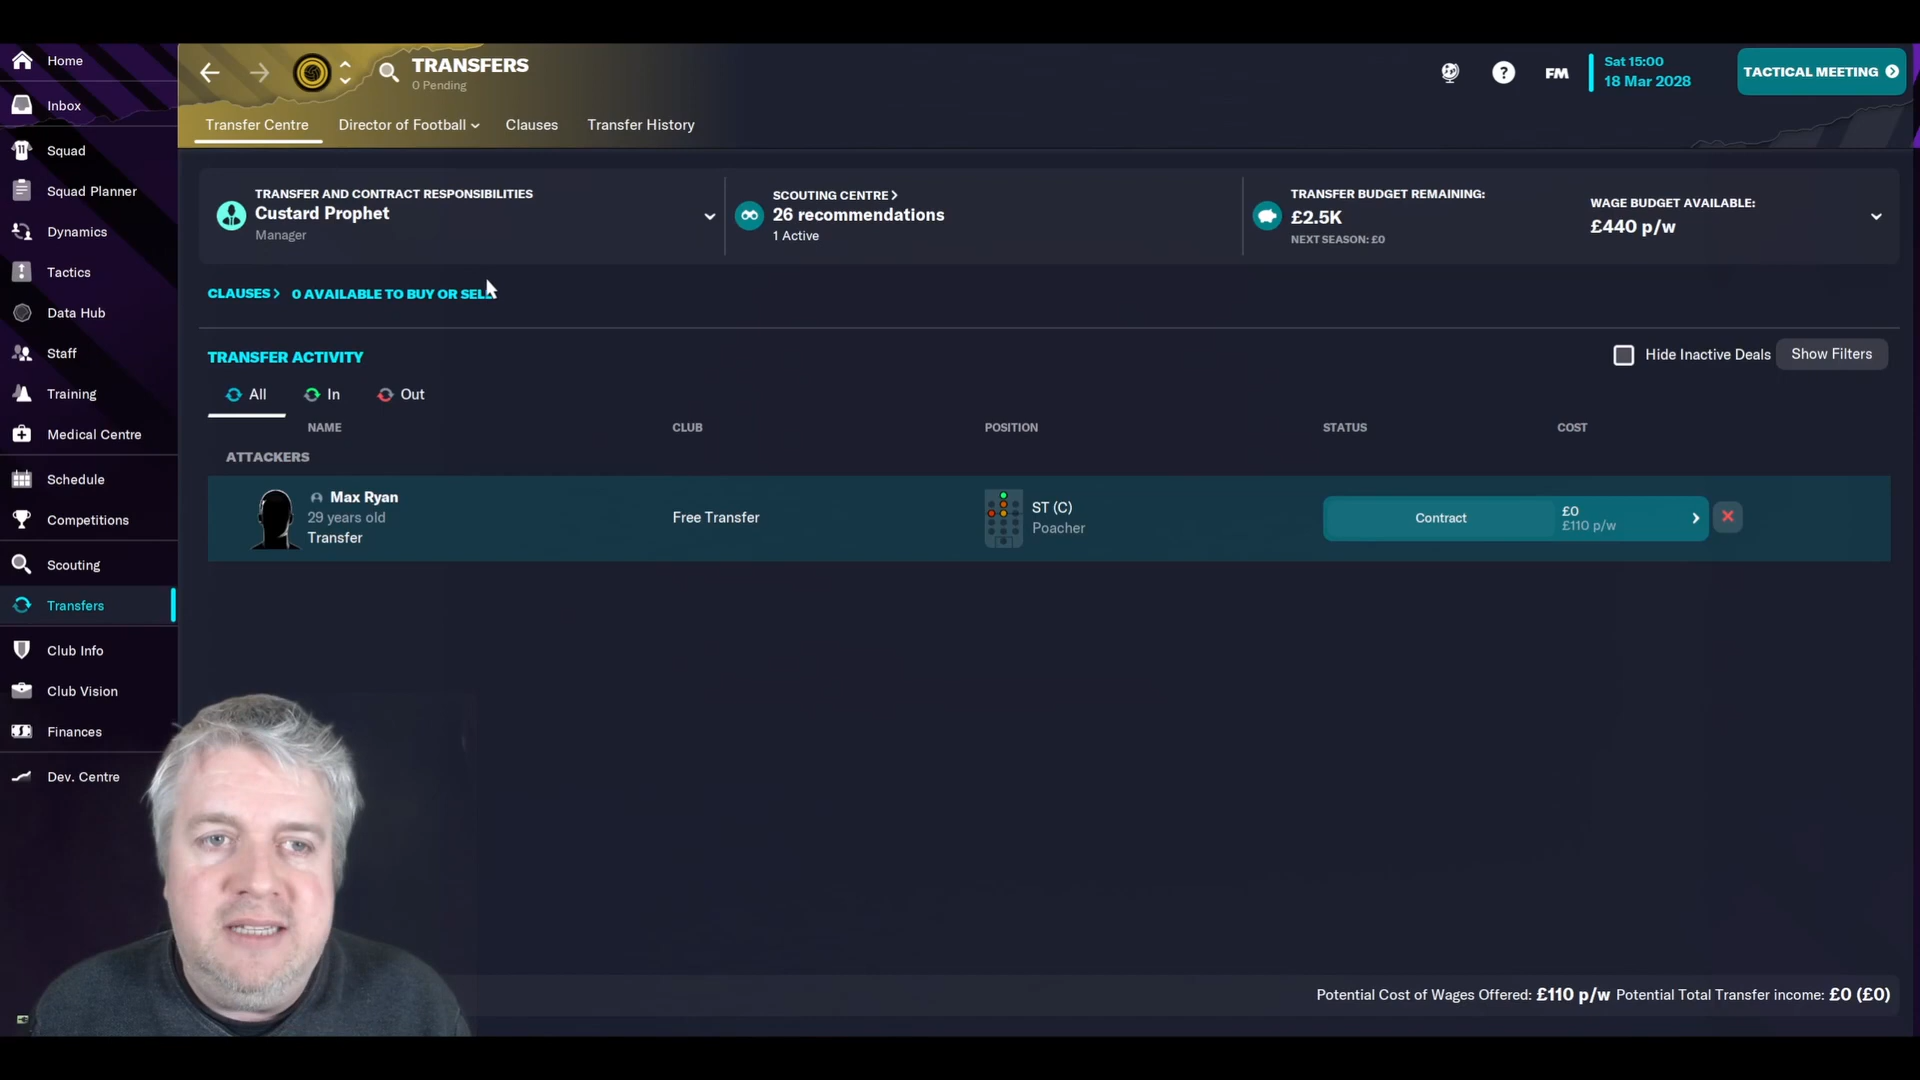 Home
Inbox
Squad
Squad Planner
Dynamics
Tactics
Data Hub
Staff
Training
Medical Centre
Schedule
Competitions
Scouting
Transfers
Club Info
Club Vision
Finances
Dev. Centre
TRANSFERS
0 Pending
FM
Sat 15:00
18 Mar 2028
TACTICAL MEETING
Transfer Centre
Director of Football
Clauses
Transfer History
TRANSFER AND CONTRACT RESPONSIBILITIES
Custard Prophet
Manager
SCOUTING CENTRE
26 recommendations
1 Active
TRANSFER BUDGET REMAINING:
£2.5K
NEXT SEASON: £0
WAGE BUDGET AVAILABLE:
£440 p/w
CLAUSES 0 AVAILABLE TO BUY OR SELL
TRANSFER ACTIVITY
Hide Inactive Deals
Show Filters
All In Out
NAME CLUB POSITION STATUS COST
ATTACKERS
Max Ryan
29 years old
Transfer
Free Transfer
ST (C)
Poacher
Contract
£0
£110 p/w
Potential Cost of Wages Offered: £110 p/w Potential Total Transfer income: £0 (£0)